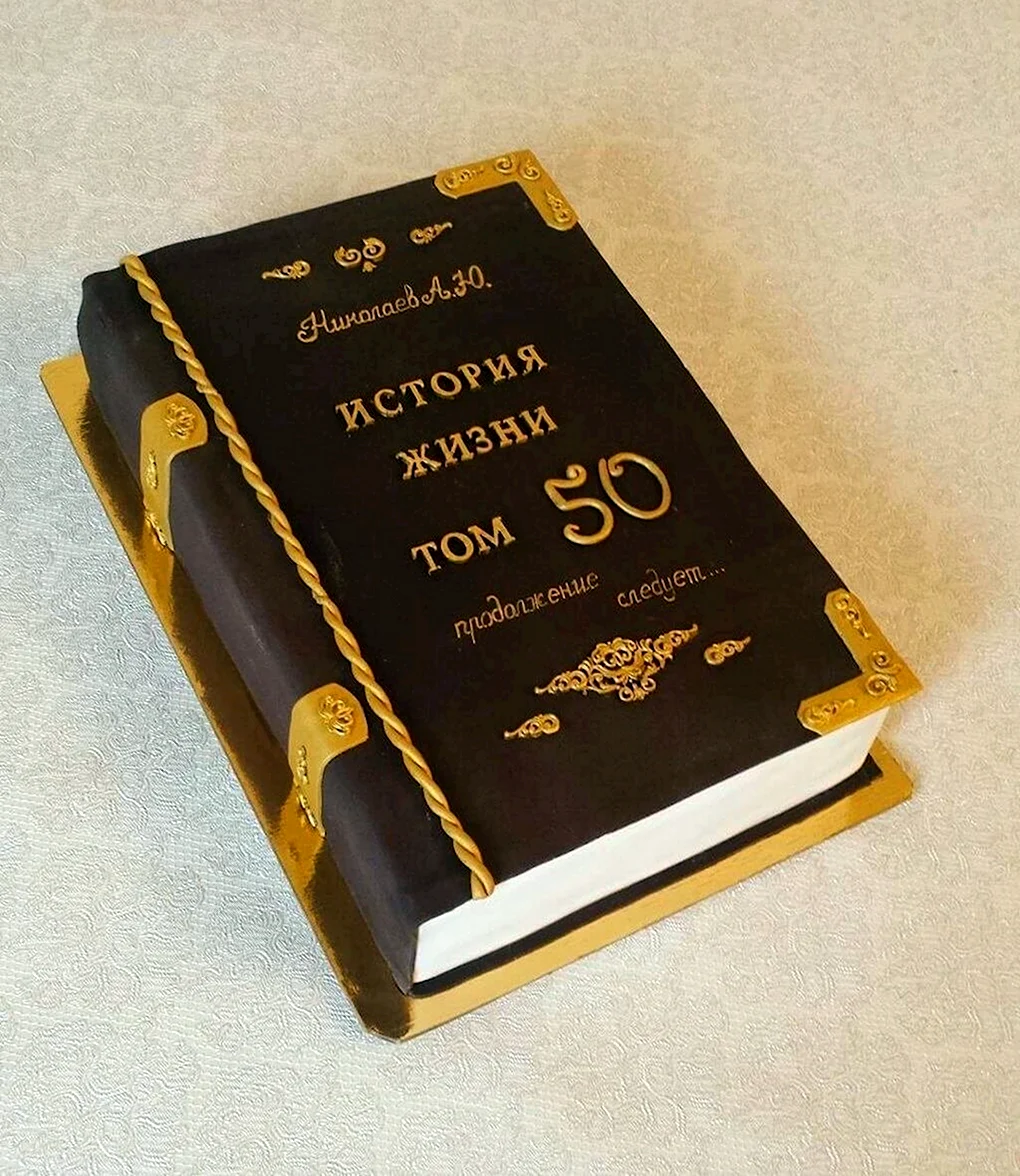 Николаев А.Ю.
ИСТОРИЯ
ЖИЗНИ
ТОМ 50
продолжение следует...